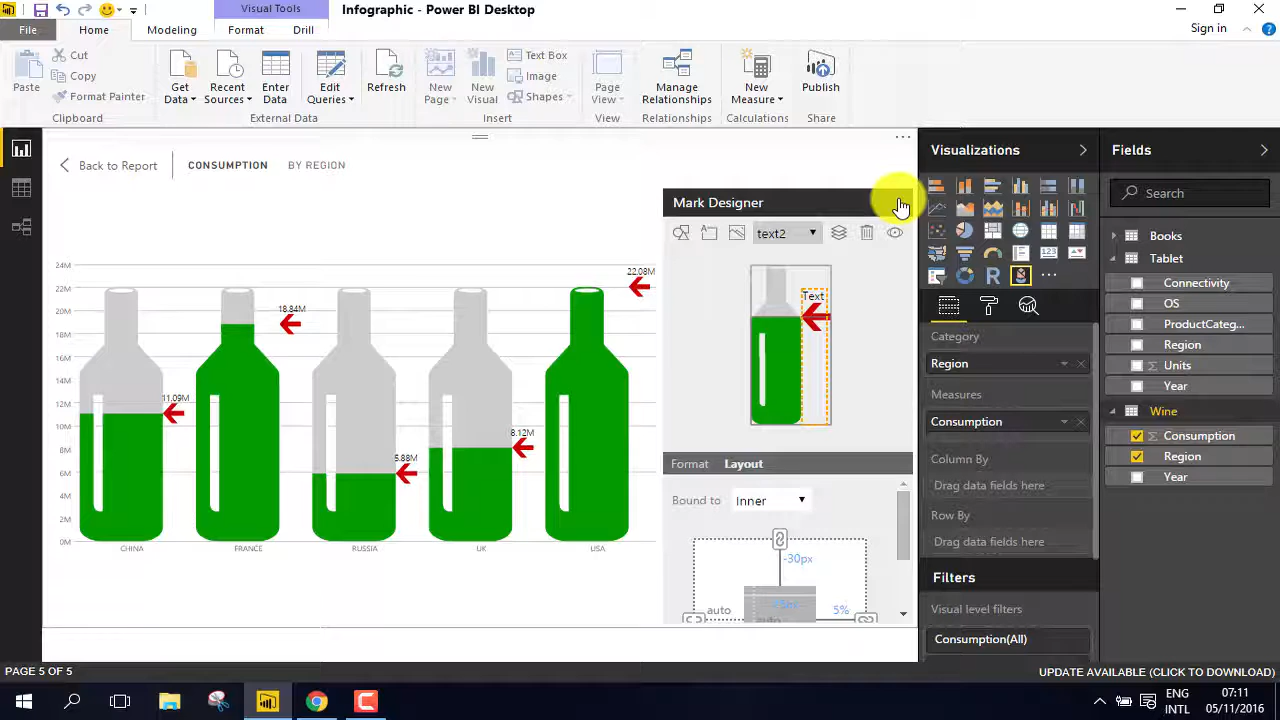 Visual Tools
Infographic - Power BI Desktop
File
Home
Modeling
Format
Drill
Sign in
Paste
Cut
Copy
Format Painter
Clipboard
Get Data
Recent Sources
Enter Data
Edit Queries
External Data
Refresh
New Page
New Visual
Text Box
Image
Shapes
Insert
Page View
View
Manage Relationships
Relationships
New Measure
Calculations
Publish
Share
Back to Report
CONSUMPTION
BY REGION
24M
22M
20M
18M
16M
14M
12M
10M
8M
6M
4M
2M
0M
11.09M
18.84M
5.88M
8.12M
22.08M
CHINA
FRANCE
RUSSIA
UK
USA
Mark Designer
text2
Text
Format
Layout
Bound to
Inner
-30px
auto
5%
Visualizations
Category
Region
Measures
Consumption
Column By
Drag data fields here
Row By
Drag data fields here
Filters
Visual level filters
Consumption(All)
Fields
Search
Books
Tablet
Connectivity
OS
ProductCateg...
Region
Σ Units
Year
Wine
Σ Consumption
Region
Year
PAGE 5 OF 5
UPDATE AVAILABLE (CLICK TO DOWNLOAD)
ENG
INTL
07:11
05/11/2016